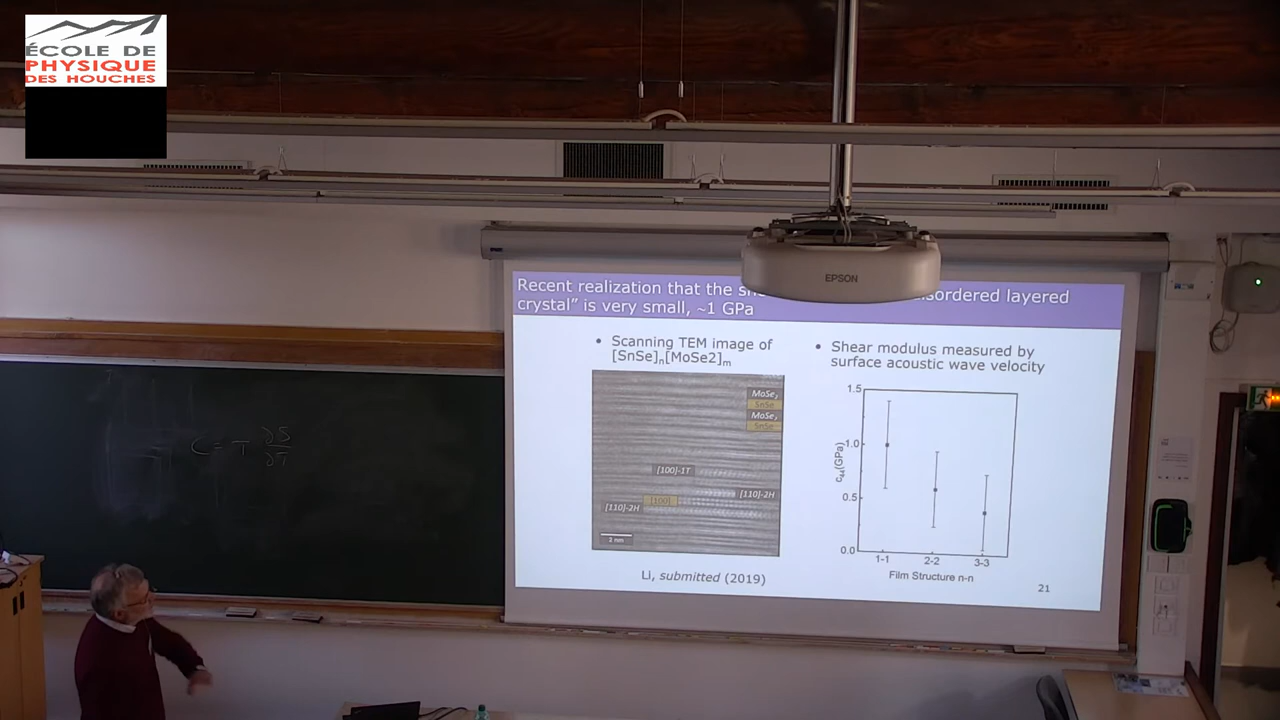 ÉCOLE DE
PHYSIQUE
DES HOUCHES
EPSON
Recent realization that the disordered layered
crystal” is very small, ~1 GPa
• Scanning TEM image of
[SnSe]n[MoSe2]m
MoSe2
SnSe
MoSe2
SnSe
[100]-1T
[110]-2H
[100]
[110]-2H
2 nm
Li, submitted (2019)
• Shear modulus measured by
surface acoustic wave velocity
1.5
1.0
0.5
0.0
c44(GPa)
1-1
2-2
3-3
Film Structure n-n
21
C = T ∂S
∂T